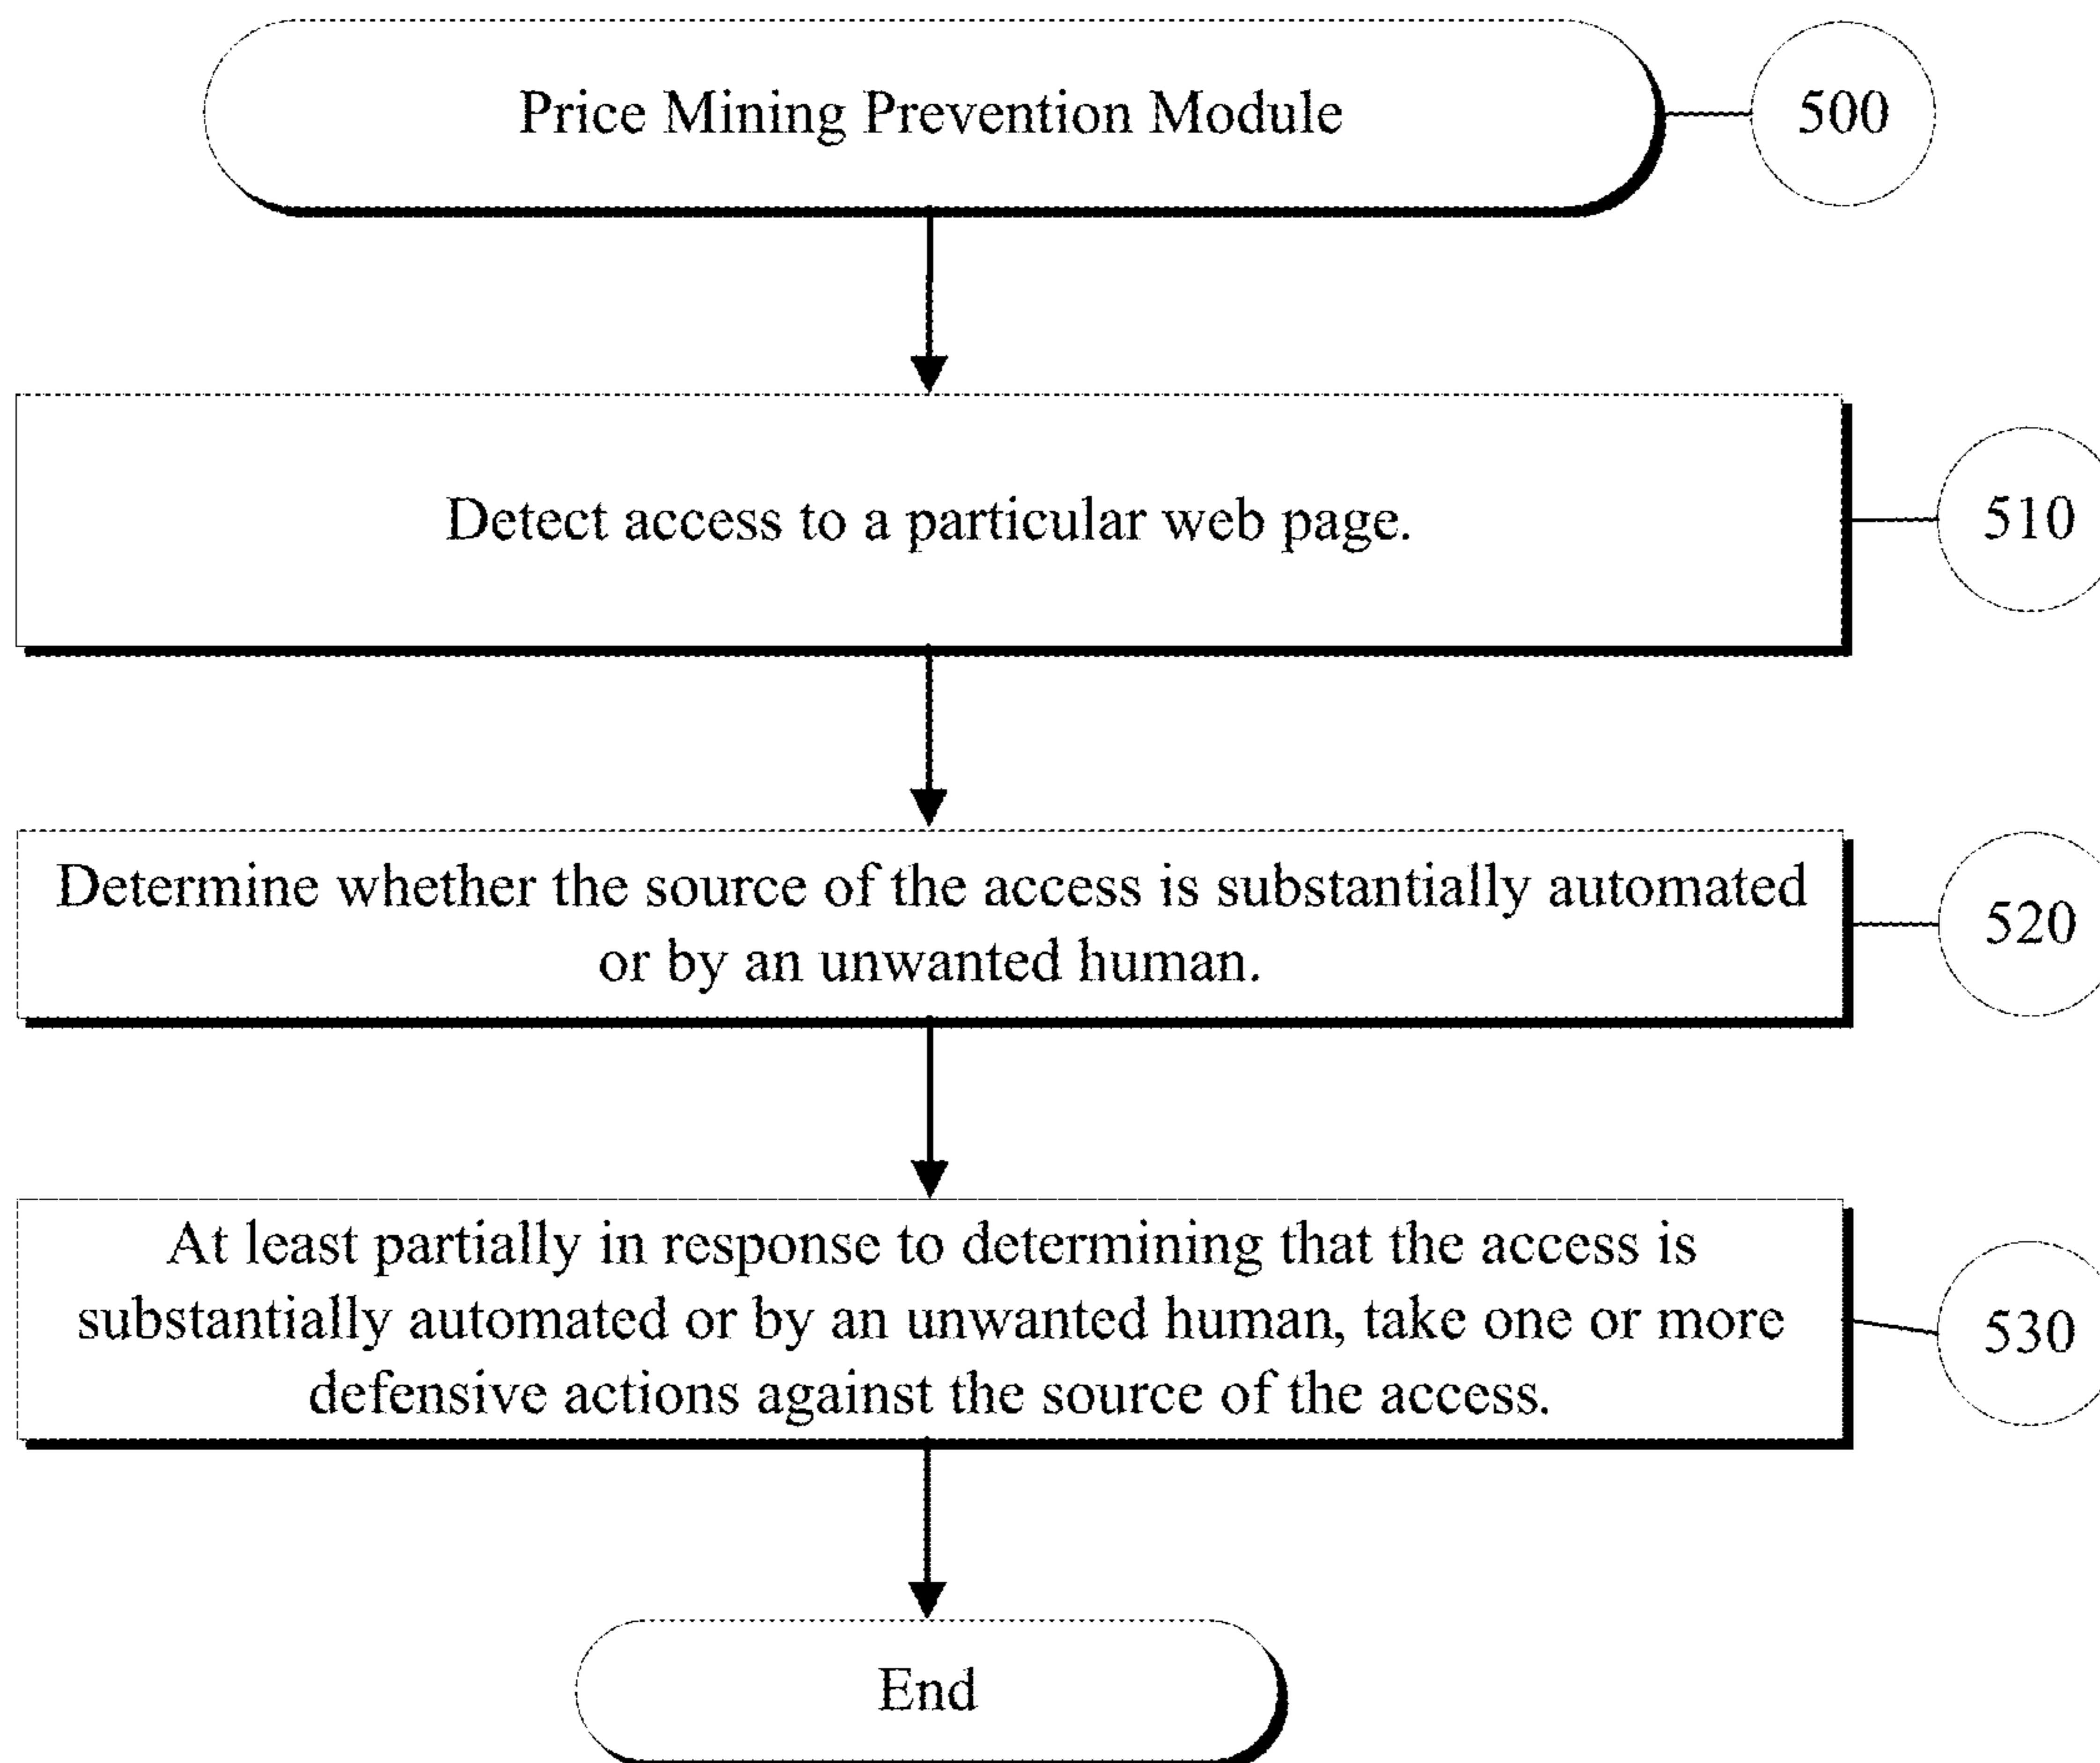 Price Mining Prevention Module
500
Detect access to a particular web page.
510
Determine whether the source of the access is substantially automated
or by an unwanted human.
520
At least partially in response to determining that the access is
substantially automated or by an unwanted human, take one or more
defensive actions against the source of the access.
530
End